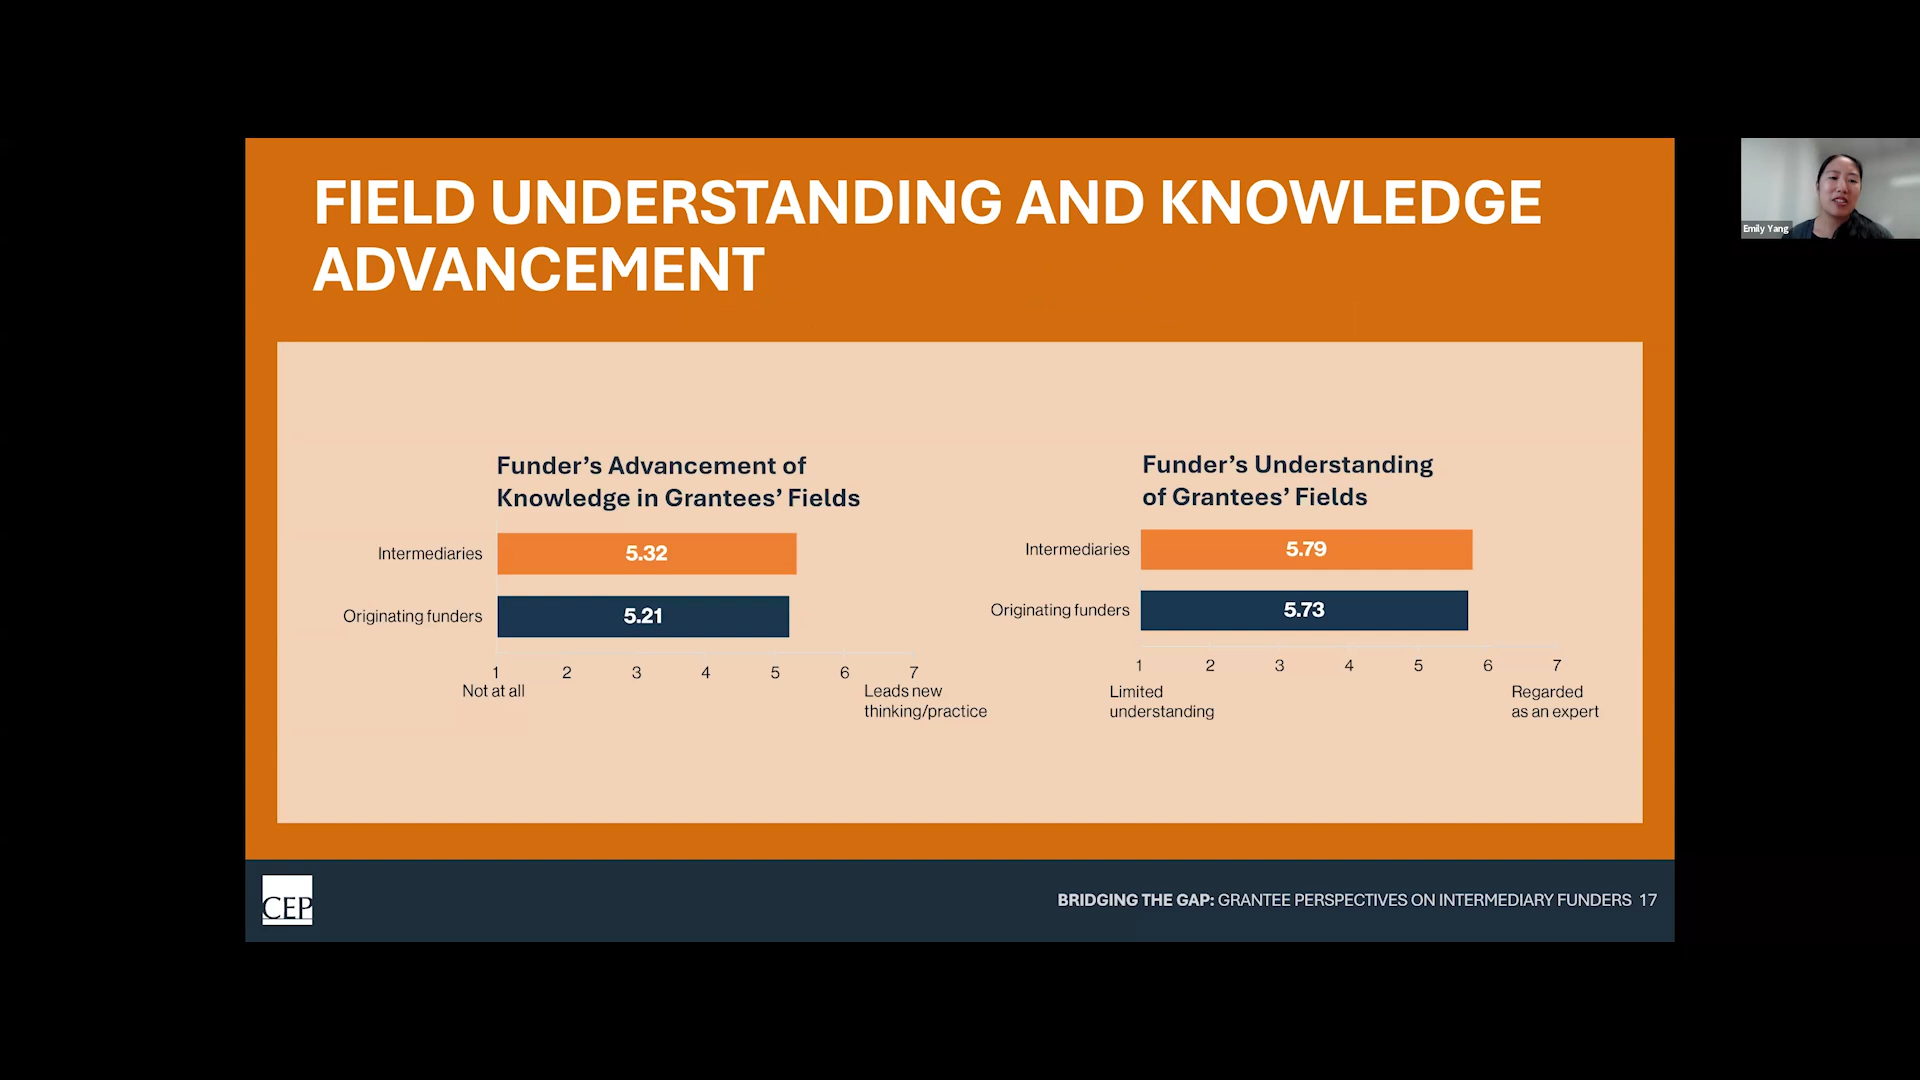 FIELD UNDERSTANDING AND KNOWLEDGE
ADVANCEMENT
Emily Yang
Funder's Advancement of
Knowledge in Grantees' Fields
Intermediaries
5.32
Originating funders
5.21
1 2 3 4 5 6 7
Not at all
Leads new
thinking/practice
Funder's Understanding
of Grantees' Fields
Intermediaries
5.79
Originating funders
5.73
1 2 3 4 5 6 7
Limited
understanding
Regarded
as an expert
CEP
BRIDGING THE GAP: GRANTEE PERSPECTIVES ON INTERMEDIARY FUNDERS 17